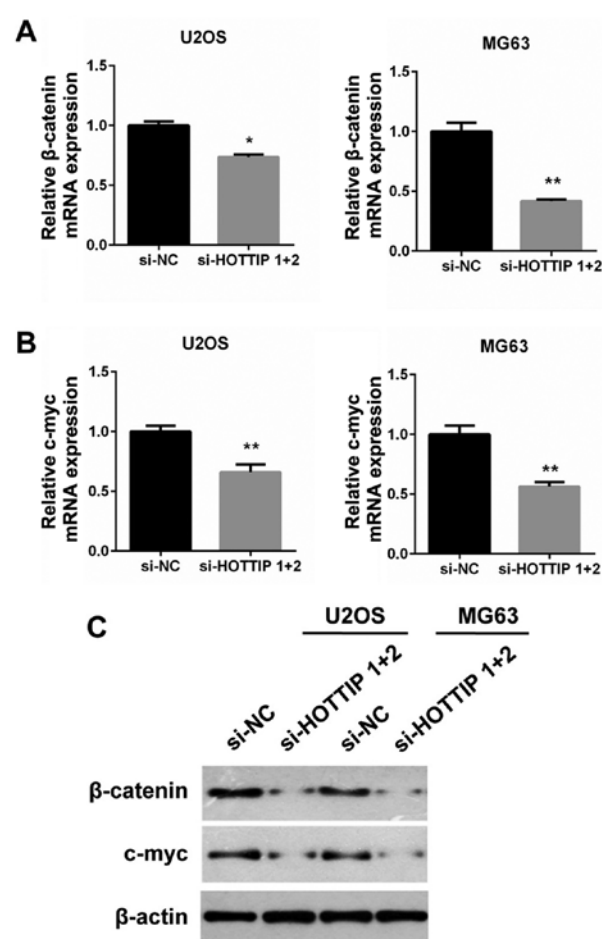 A
U2OS
MG63
Relative β-catenin
mRNA expression
1.5
1.0
0.5
0.0
*
si-NC
si-HOTTIP 1+2
Relative β-catenin
mRNA expression
1.5
1.0
0.5
0.0
**
si-NC
si-HOTTIP 1+2
B
U2OS
MG63
Relative c-myc
mRNA expression
1.5
1.0
0.5
0.0
**
si-NC
si-HOTTIP 1+2
Relative c-myc
mRNA expression
1.5
1.0
0.5
0.0
**
si-NC
si-HOTTIP 1+2
C
U2OS
MG63
si-NC
si-HOTTIP 1+2
si-NC
si-HOTTIP 1+2
β-catenin
c-myc
β-actin